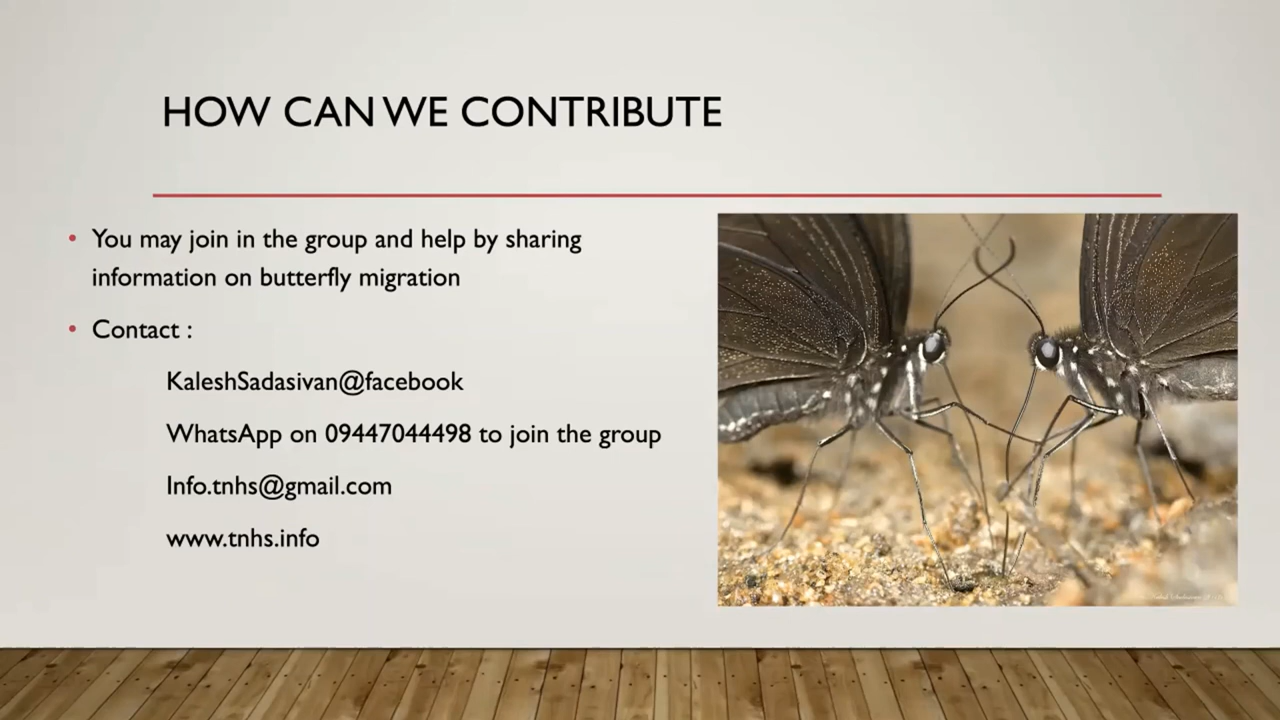 HOW CAN WE CONTRIBUTE
• You may join in the group and help by sharing
information on butterfly migration
• Contact :
KaleshSadasivan@facebook
WhatsApp on 09447044498 to join the group
Info.tnhs@gmail.com
www.tnhs.info